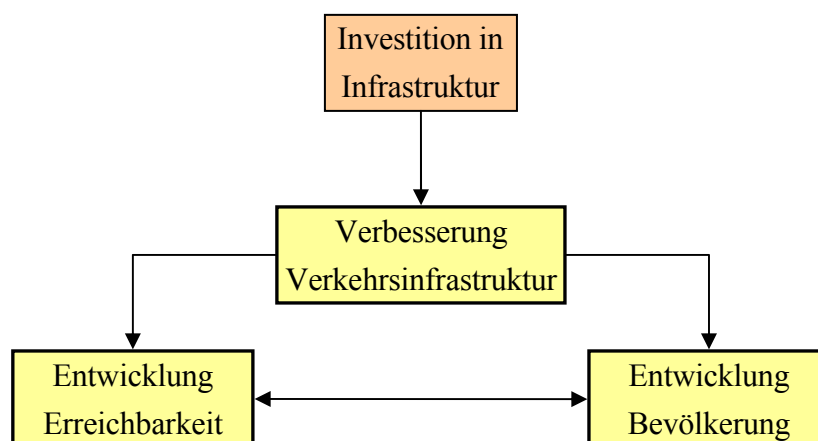 Investition in
Infrastruktur
Verbesserung
Verkehrsinfrastruktur
Entwicklung
Erreichbarkeit
Entwicklung
Bevölkerung